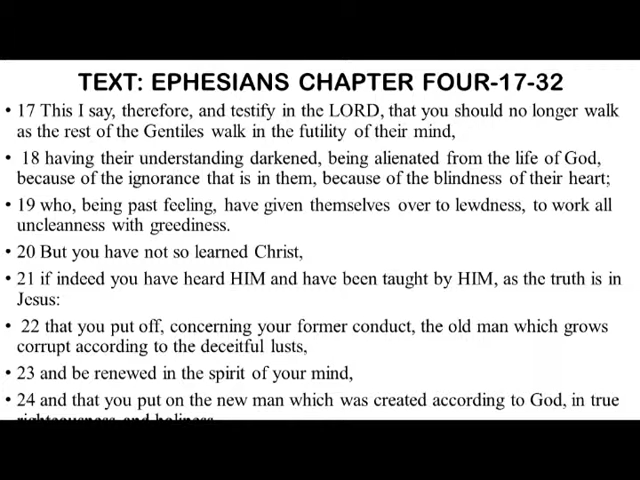 TEXT: EPHESIANS CHAPTER FOUR-17-32
• 17 This I say, therefore, and testify in the LORD, that you should no longer walk
as the rest of the Gentiles walk in the futility of their mind,
• 18 having their understanding darkened, being alienated from the life of God,
because of the ignorance that is in them, because of the blindness of their heart;
• 19 who, being past feeling, have given themselves over to lewdness, to work all
uncleanness with greediness.
• 20 But you have not so learned Christ,
• 21 if indeed you have heard HIM and have been taught by HIM, as the truth is in
Jesus:
• 22 that you put off, concerning your former conduct, the old man which grows
corrupt according to the deceitful lusts,
• 23 and be renewed in the spirit of your mind,
• 24 and that you put on the new man which was created according to God, in true
righteousness and holiness